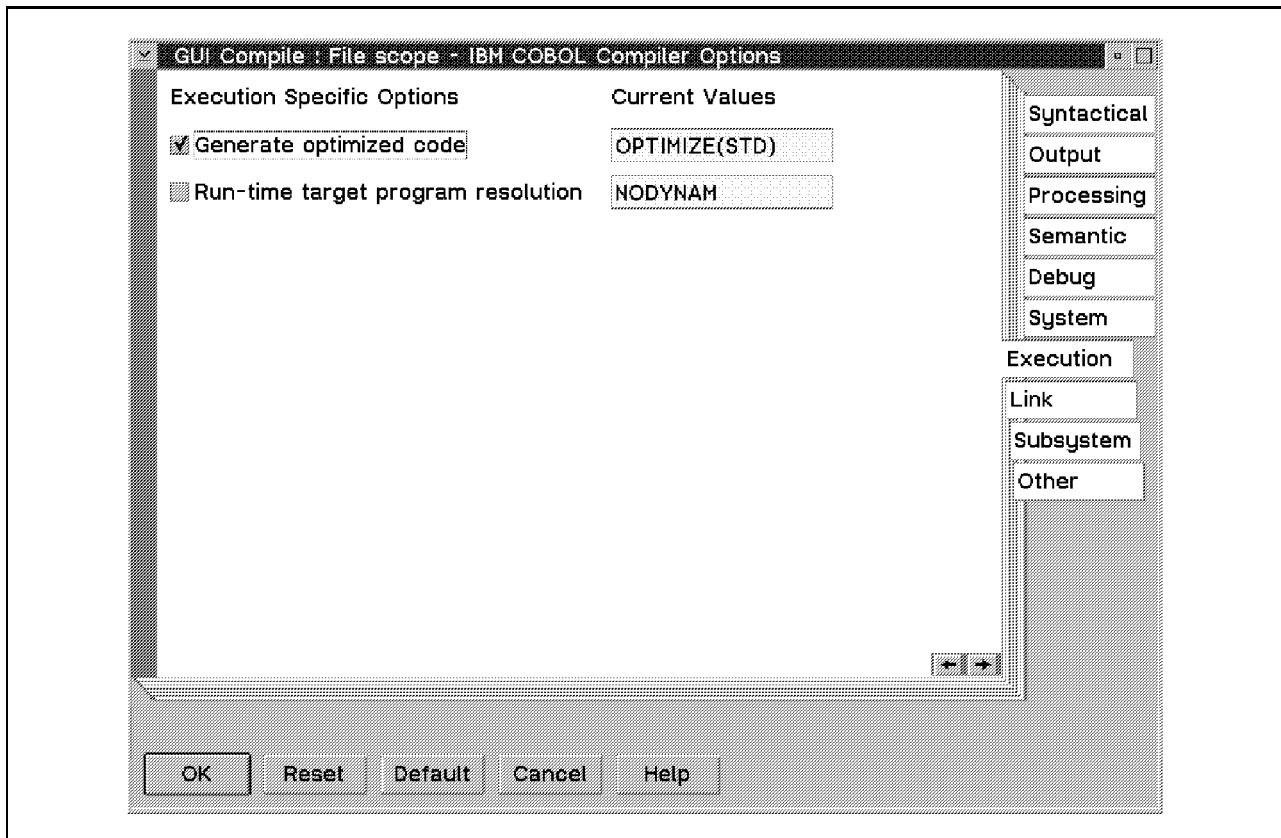 GUI Compile : File scope - IBM COBOL Compiler Options
Execution Specific Options Current Values
Generate optimized code OPTIMIZE(STD)
Run-time target program resolution NODYNAM
Syntactical
Output
Processing
Semantic
Debug
System
Execution
Link
Subsystem
Other
OK Reset Default Cancel Help